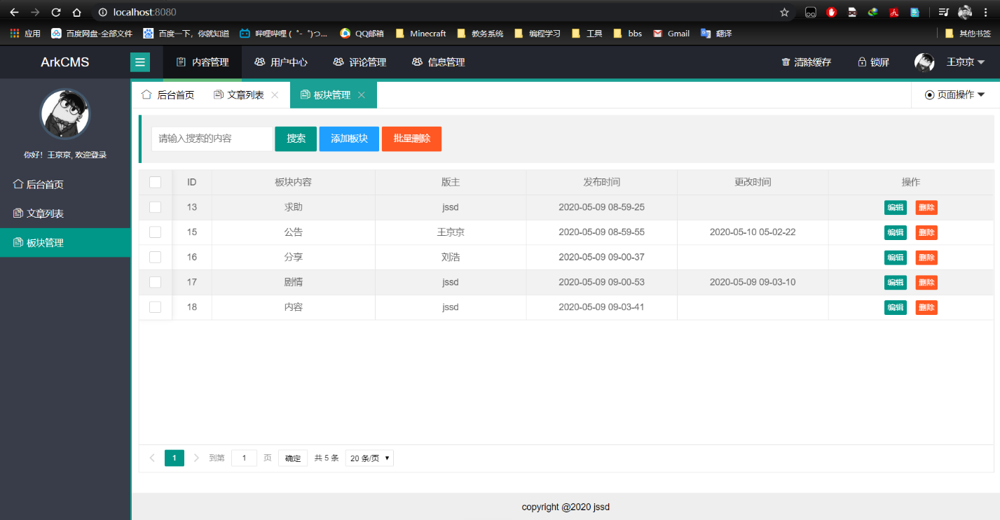 localhost:8080
应用 百度网盘-全部文件 百度一下，你就知道 哔哩哔哩 (゜-゜)つ... QQ邮箱 Minecraft 教务系统 编程学习 工具 bbs Gmail 翻译 其他书签
ArkCMS 内容管理 用户中心 评论管理 信息管理 清除缓存 锁屏 王京京
后台首页 文章列表 板块管理 页面操作
你好！王京京, 欢迎登录
后台首页
文章列表
板块管理
请输入搜索的内容 搜索 添加板块 批量删除
ID 板块内容 版主 发布时间 更改时间 操作
13 求助 jssd 2020-05-09 08-59-25 编辑 删除
15 公告 王京京 2020-05-09 08-59-55 2020-05-10 05-02-22 编辑 删除
16 分享 刘浩 2020-05-09 09-00-37 编辑 删除
17 剧情 jssd 2020-05-09 09-00-53 2020-05-09 09-03-10 编辑 删除
18 内容 jssd 2020-05-09 09-03-41 编辑 删除
1 到第 1 页 确定 共 5 条 20 条/页
copyright @2020 jssd